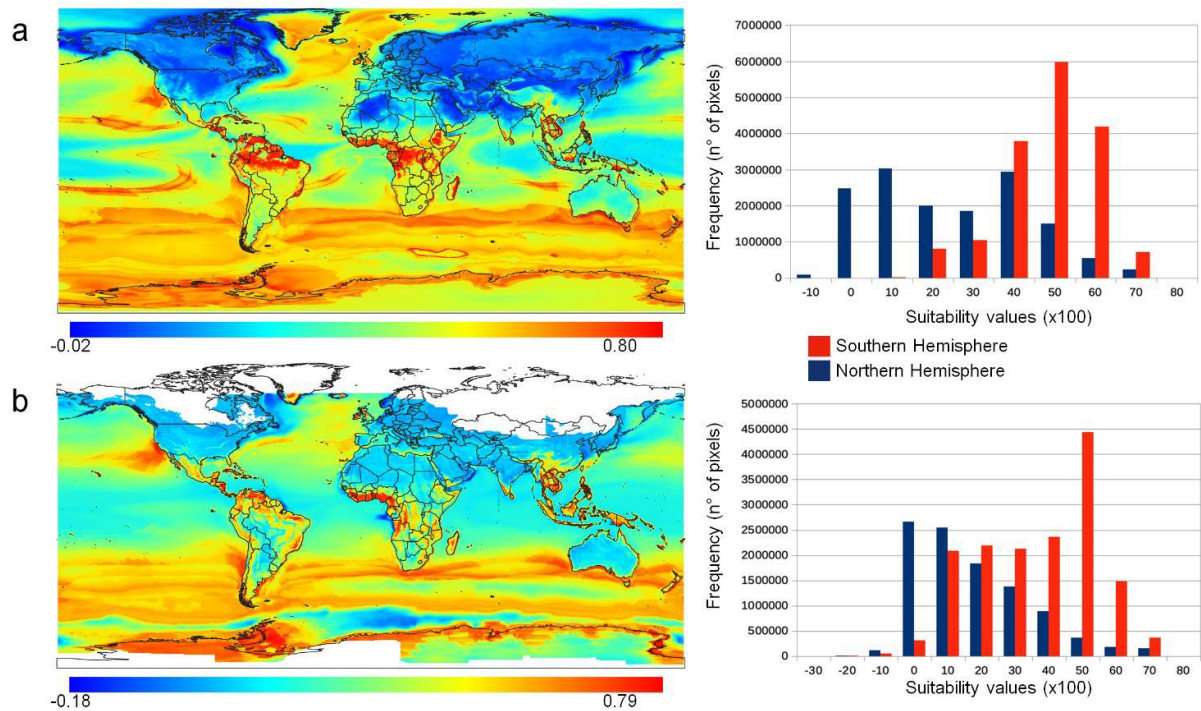 a
-0.02
0.80
7000000
6000000
5000000
4000000
3000000
2000000
1000000
0
Frequency (n° of pixels)
-10 0 10 20 30 40 50 60 70 80
Suitability values (x100)
Southern Hemisphere
Northern Hemisphere
b
-0.18
0.79
5000000
4500000
4000000
3500000
3000000
2500000
2000000
1500000
1000000
500000
0
Frequency (n° of pixels)
-30 -20 -10 0 10 20 30 40 50 60 70 80
Suitability values (x100)